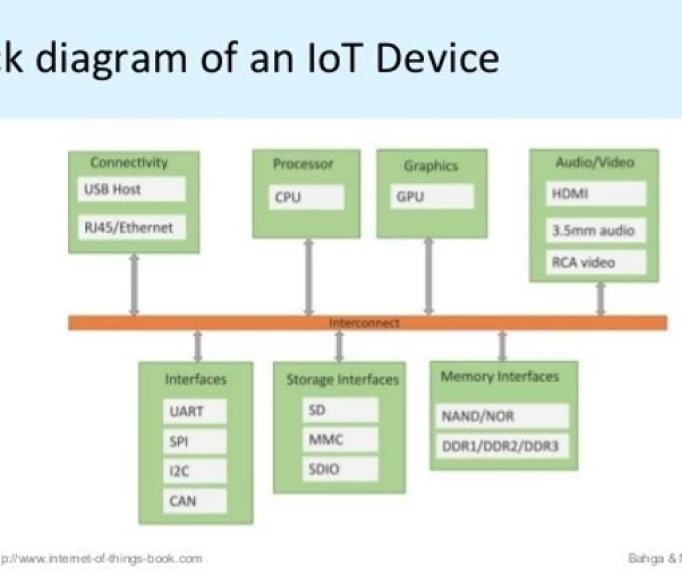 ck diagram of an IoT Device
Connectivity
USB Host
RJ45/Ethernet
Processor
CPU
Graphics
GPU
Audio/Video
HDMI
3.5mm audio
RCA video
Interconnect
Interfaces
UART
SPI
I2C
CAN
Storage Interfaces
SD
MMC
SDIO
Memory Interfaces
NAND/NOR
DDR1/DDR2/DDR3
p://www.internet-of-things-book.com
Bahga &